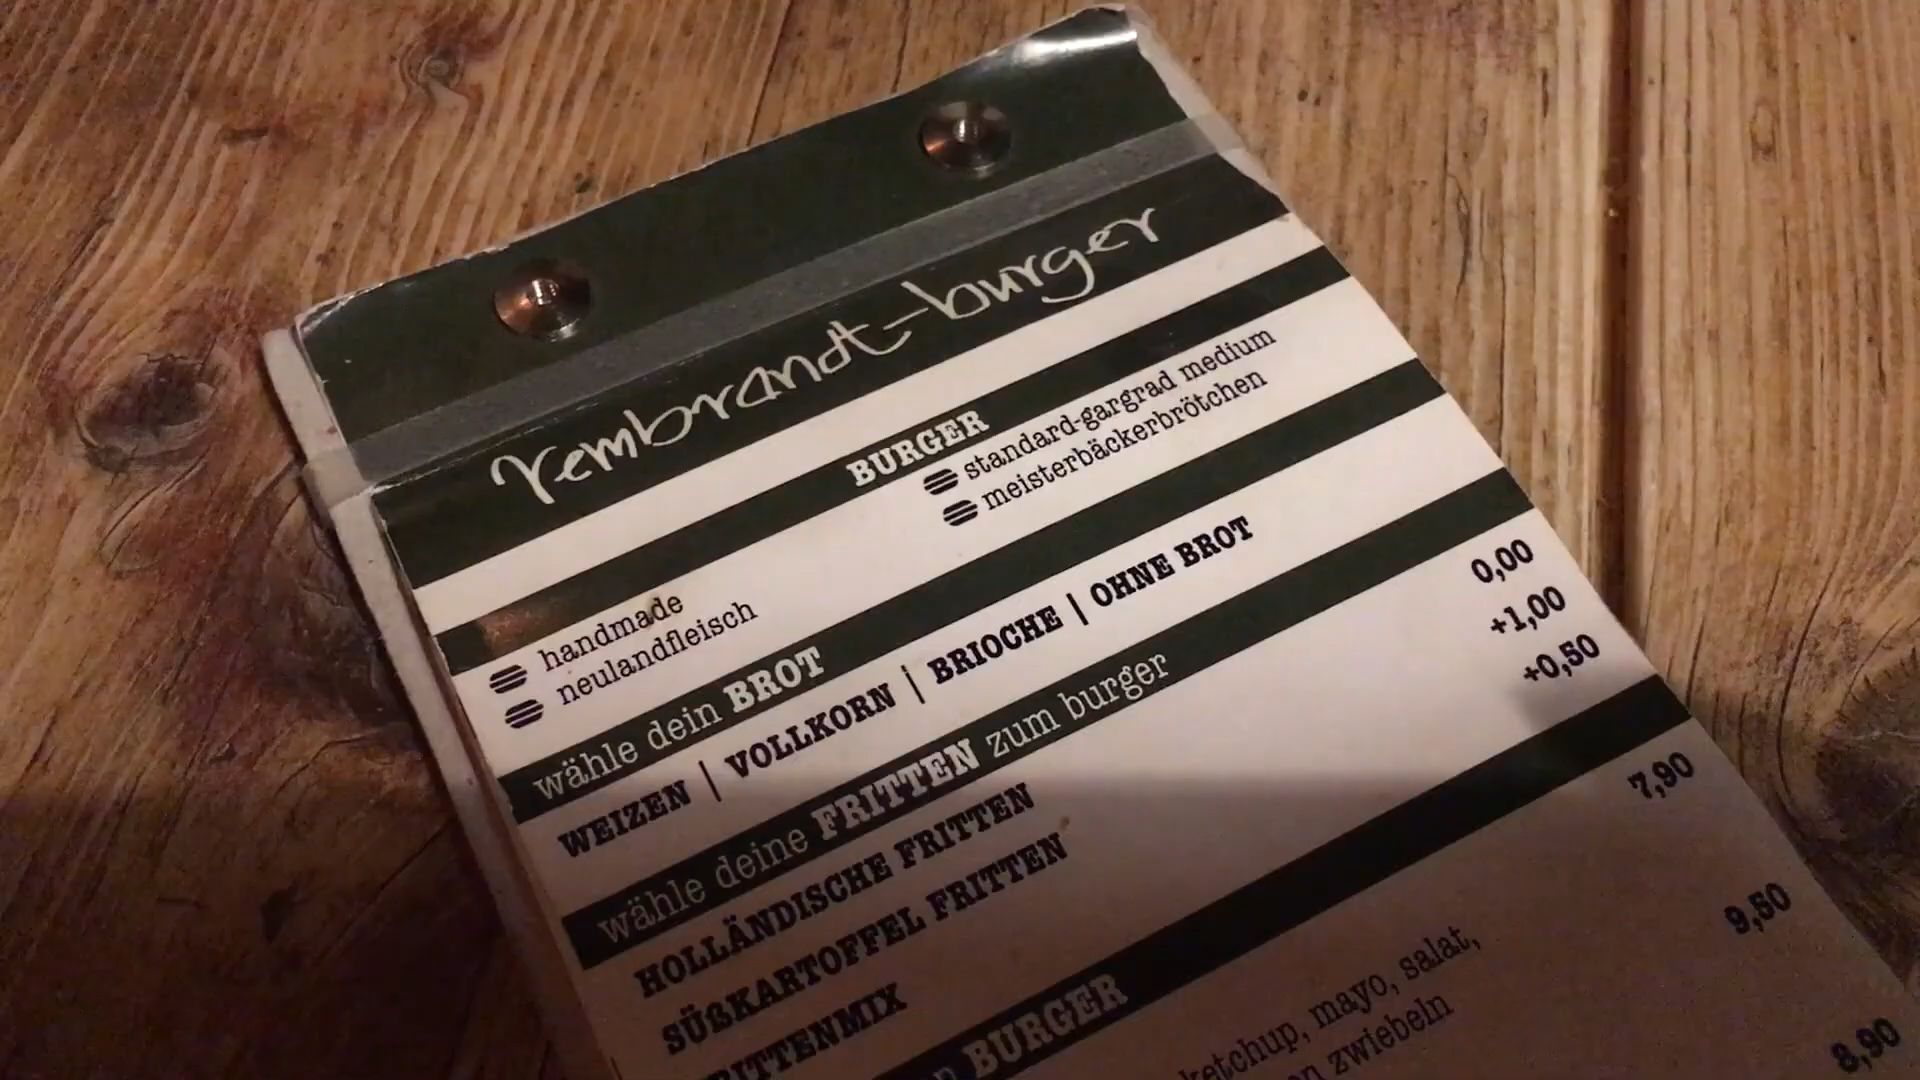 rembrandt-burger
BURGER
handmade
neulandfleisch
standard-gargrad medium
meisterbäckerbrötchen
wähle dein BROT
WEIZEN | VOLLKORN | BRIOCHE | OHNE BROT
wähle deine FRITTEN zum burger
HOLLÄNDISCHE FRITTEN 0,00
SÜßKARTOFFEL FRITTEN +1,00
RITTENMIX +0,50
n BURGER
7,90
ketchup, mayo, salat,
n zwiebeln
9,50
8,90